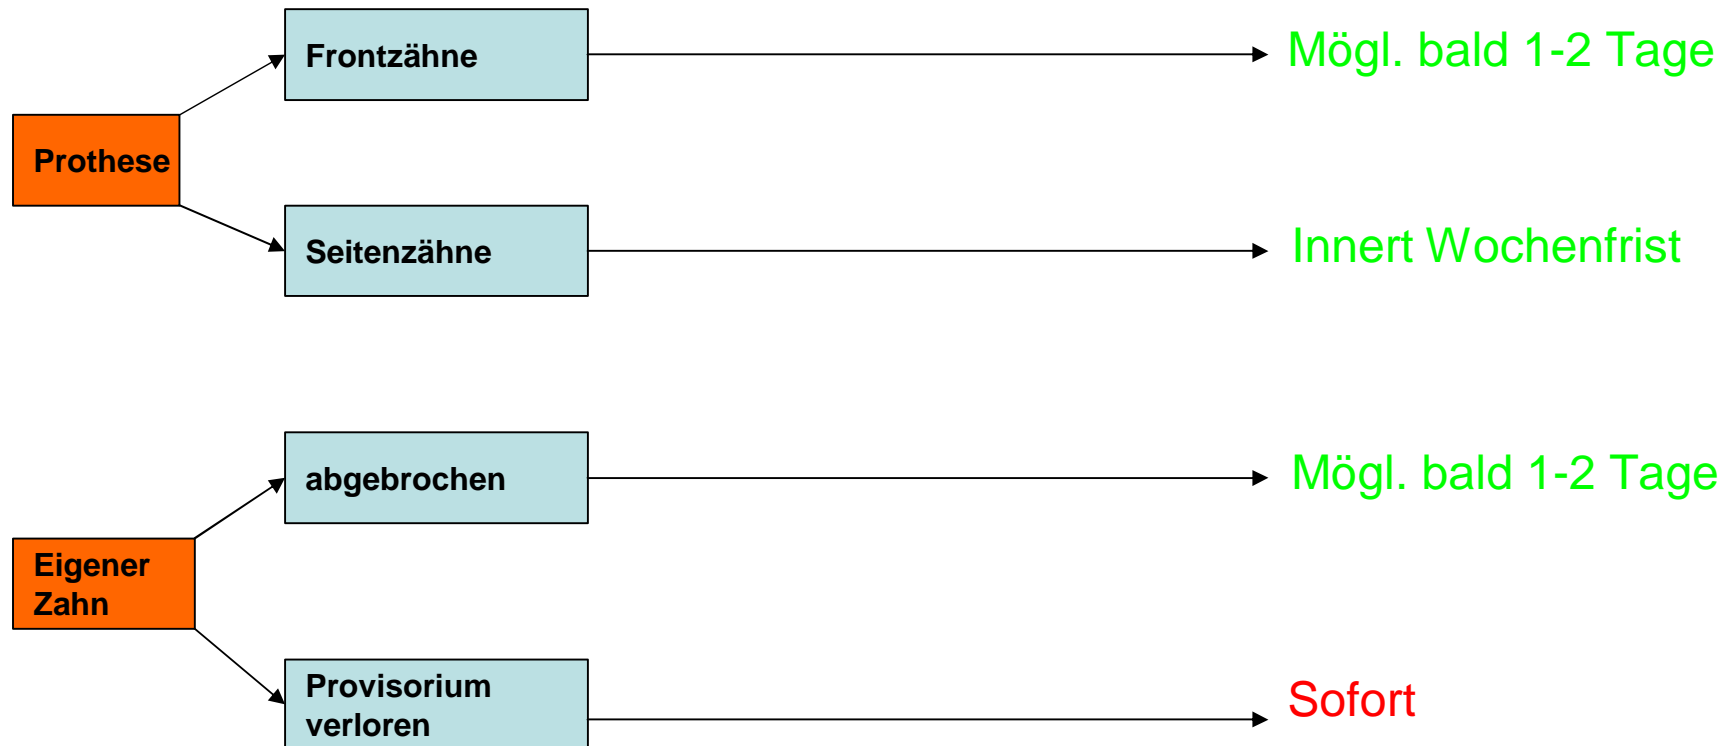 Frontzähne
Mögl. bald 1-2 Tage
Prothese
Seitenzähne
Innert Wochenfrist
abgebrochen
Mögl. bald 1-2 Tage
Eigener
Zahn
Provisorium
verloren
Sofort